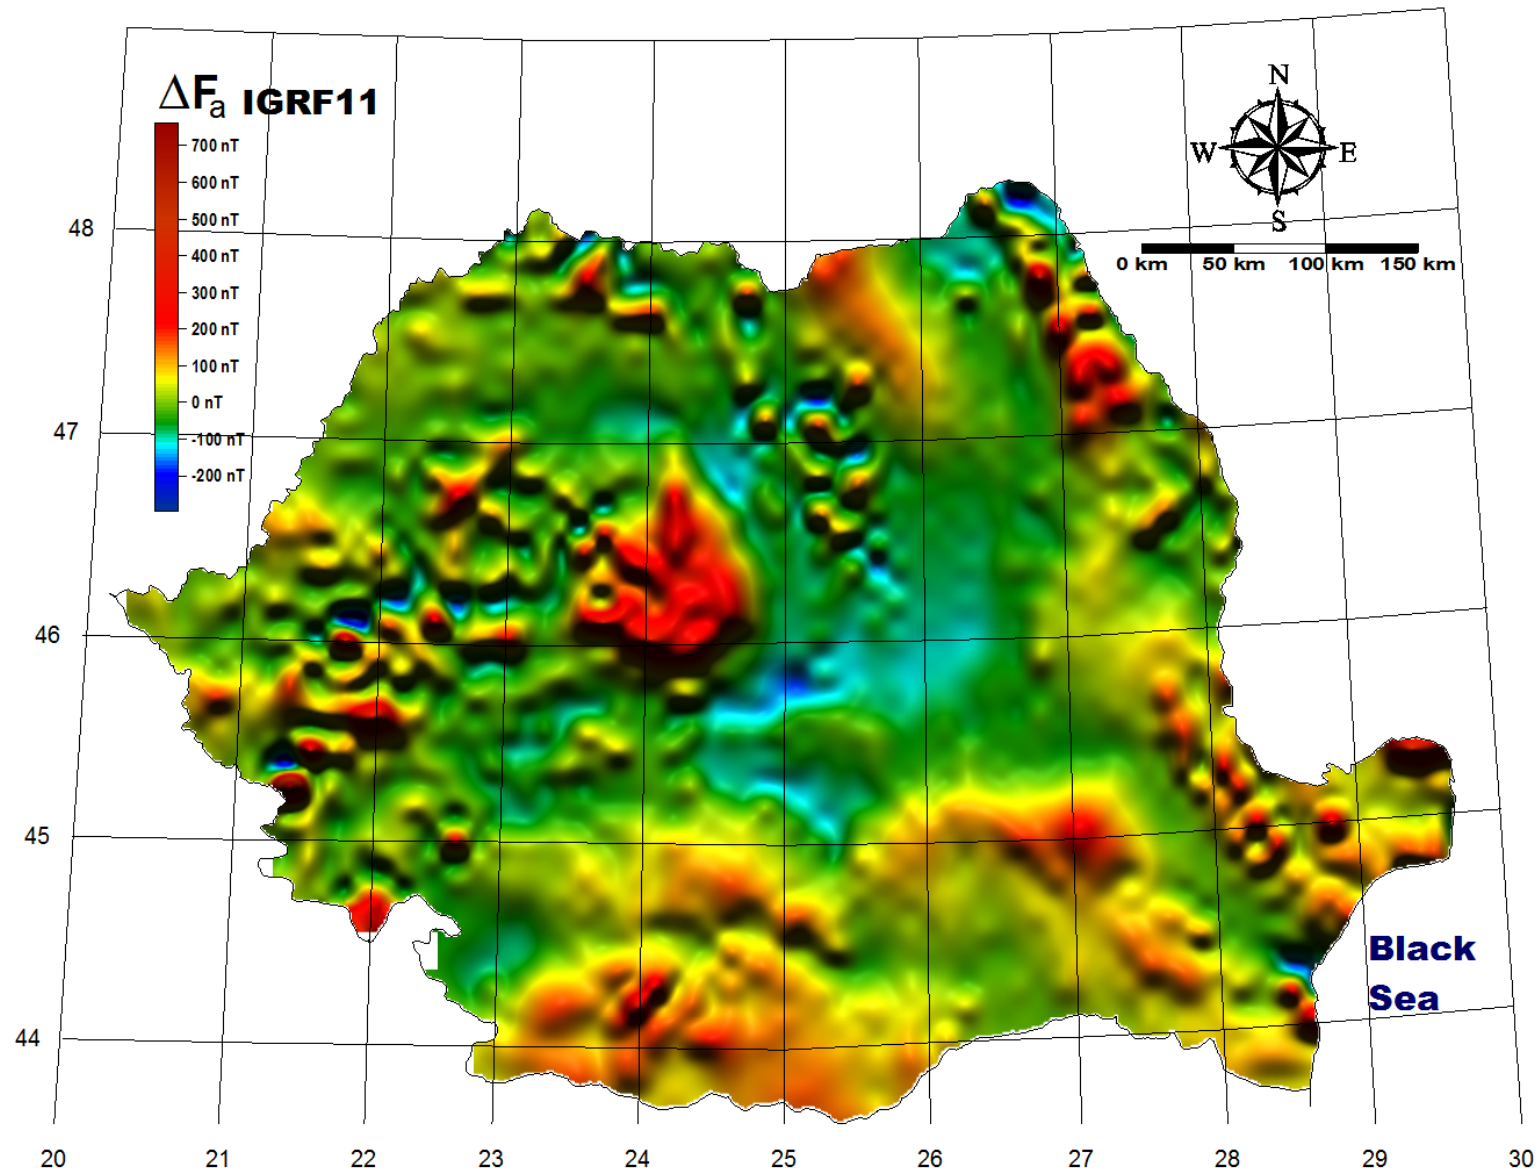 ΔFa IGRF11
700 nT
600 nT
500 nT
400 nT
300 nT
200 nT
100 nT
0 nT
-100 nT
-200 nT
N
W E
S
0 km 50 km 100 km 150 km
48
47
46
45
44
Black
Sea
20 21 22 23 24 25 26 27 28 29 30